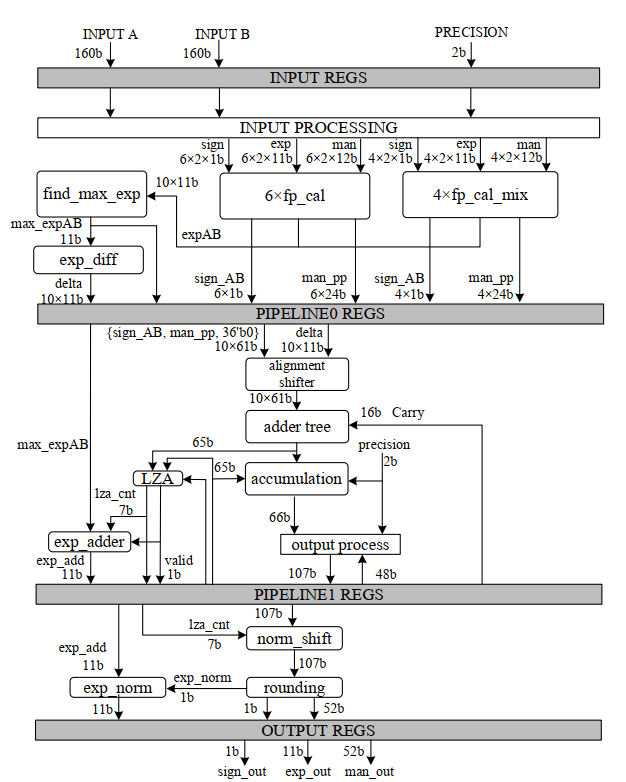 INPUT A INPUT B PRECISION
160b 160b 2b
INPUT REGS
INPUT PROCESSING
sign exp man sign exp man
6×2×1b 6×2×11b 6×2×12b 4×2×1b 4×2×11b 4×2×12b
find_max_exp 10×11b 6×fp_cal 4×fp_cal_mix
max_expAB expAB
11b
exp_diff
delta sign_AB man_pp sign_AB man_pp
10×11b 6×1b 6×24b 4×1b 4×24b
PIPELINE0 REGS
{sign_AB, man_pp, 36'b0} delta
10×61b 10×11b
alignment
shifter
10×61b
16b Carry
adder tree
max_expAB 65b precision
LZA 65b accumulation 2b
lza_cnt
7b 66b
exp_adder output process
exp_add valid
11b 1b 107b 48b
PIPELINE1 REGS
107b
lza_cnt norm_shift
7b
exp_add
11b 107b
exp_norm exp_norm rounding
1b
11b 1b 52b
OUTPUT REGS
1b 11b 52b
sign_out exp_out man_out